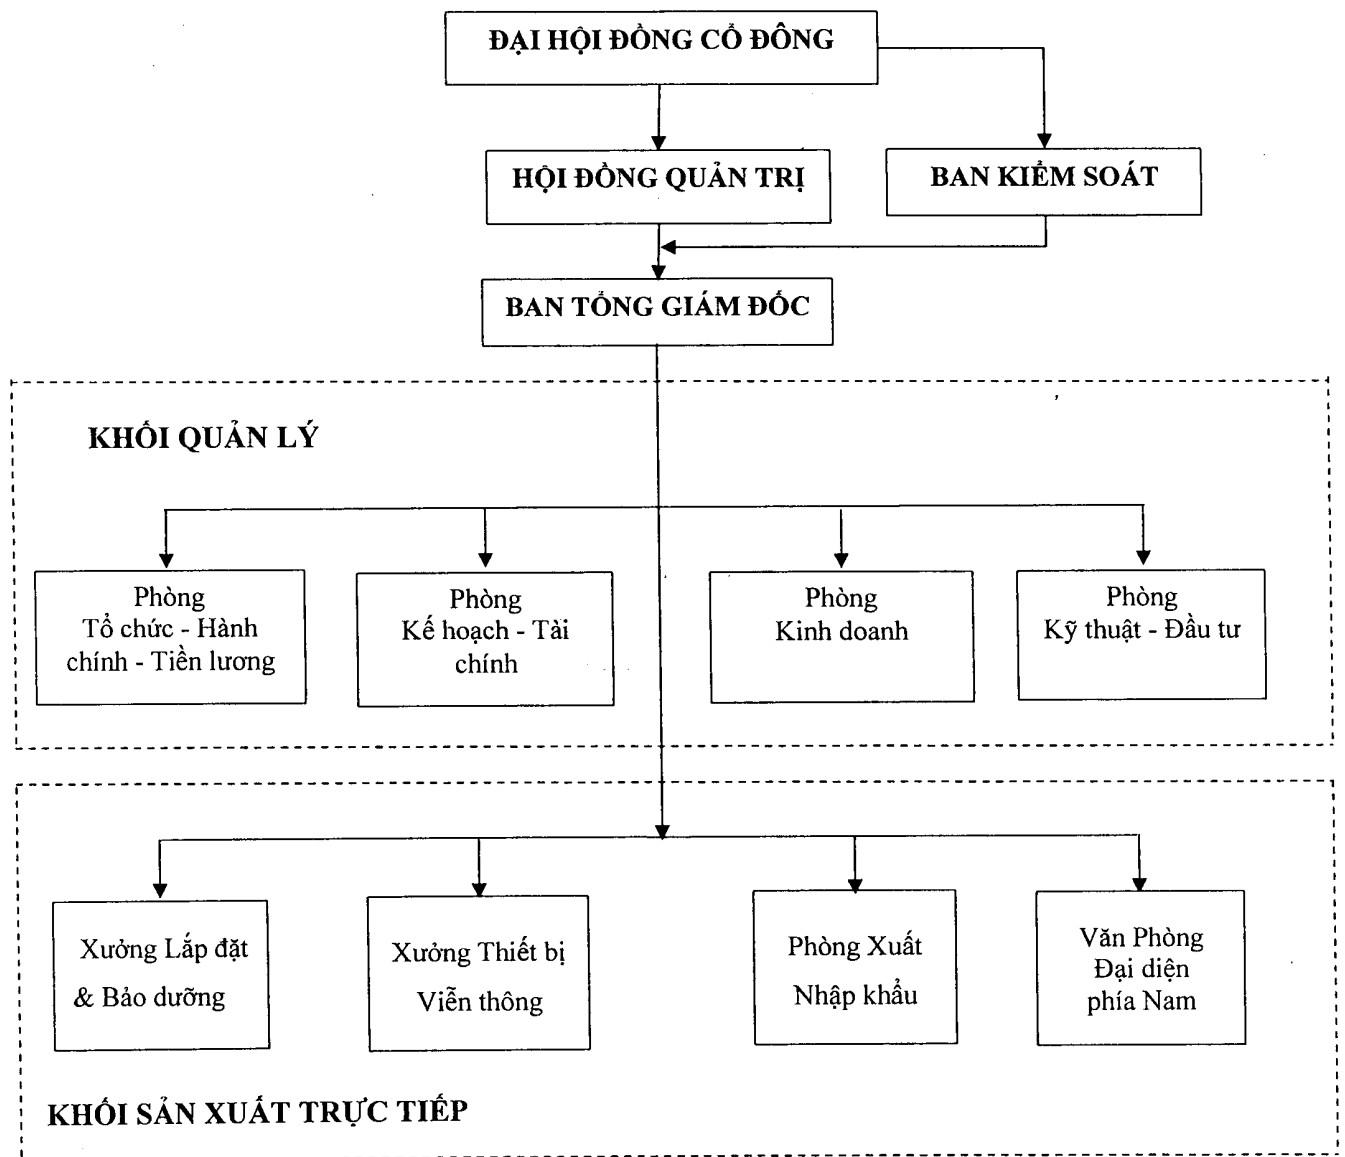 ĐẠI HỘI ĐỒNG CỔ ĐÔNG
HỘI ĐỒNG QUẢN TRỊ
BAN KIỂM SOÁT
BAN TỔNG GIÁM ĐỐC
KHỐI QUẢN LÝ
Phòng
Tổ chức - Hành
chính - Tiền lương
Phòng
Kế hoạch - Tài
chính
Phòng
Kinh doanh
Phòng
Kỹ thuật - Đầu tư
Xưởng Lắp đặt
& Bảo dưỡng
Xưởng Thiết bị
Viễn thông
Phòng Xuất
Nhập khẩu
Văn Phòng
Đại diện
phía Nam
KHỐI SẢN XUẤT TRỰC TIẾP